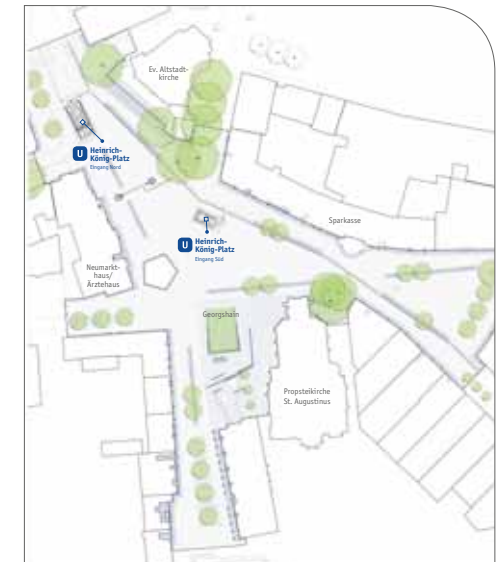 Ev. Altstadt-
kirche
U Heinrich-
König-Platz
Eingang Nord
Sparkasse
U Heinrich-
König-Platz
Eingang Süd
Neumarkt-
haus/
Ärztehaus
Georgshain
Propsteikirche
St. Augustinus